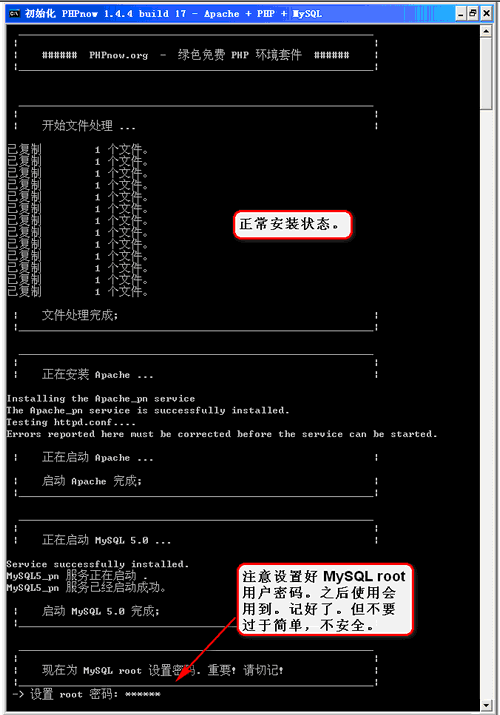 初始化 PHPnow 1.4.4 build 17 - Apache + PHP + MySQL
###### PHPnow.org - 绿色免费 PHP 环境套件 ######
开始文件处理 ...
已复制 1 个文件。
已复制 1 个文件。
已复制 1 个文件。
已复制 1 个文件。
已复制 1 个文件。
已复制 1 个文件。
已复制 1 个文件。
已复制 1 个文件。
已复制 1 个文件。
已复制 1 个文件。
已复制 1 个文件。
已复制 1 个文件。
已复制 1 个文件。
正常安装状态。
文件处理完成;
正在安装 Apache ...
Installing the Apache_pn service
The Apache_pn service is successfully installed.
Testing httpd.conf....
Errors reported here must be corrected before the service can be started.
正在启动 Apache ...
启动 Apache 完成;
正在启动 MySQL 5.0 ...
Service successfully installed.
MySQL5_pn 服务正在启动 .
MySQL5_pn 服务已经启动成功。
启动 MySQL 5.0 完成;
注意设置好 MySQL root
用户密码。之后使用会
用到。记好了。但不要
过于简单，不安全。
现在为 MySQL root 设置密码. 重要! 请切记!
-> 设置 root 密码: ******